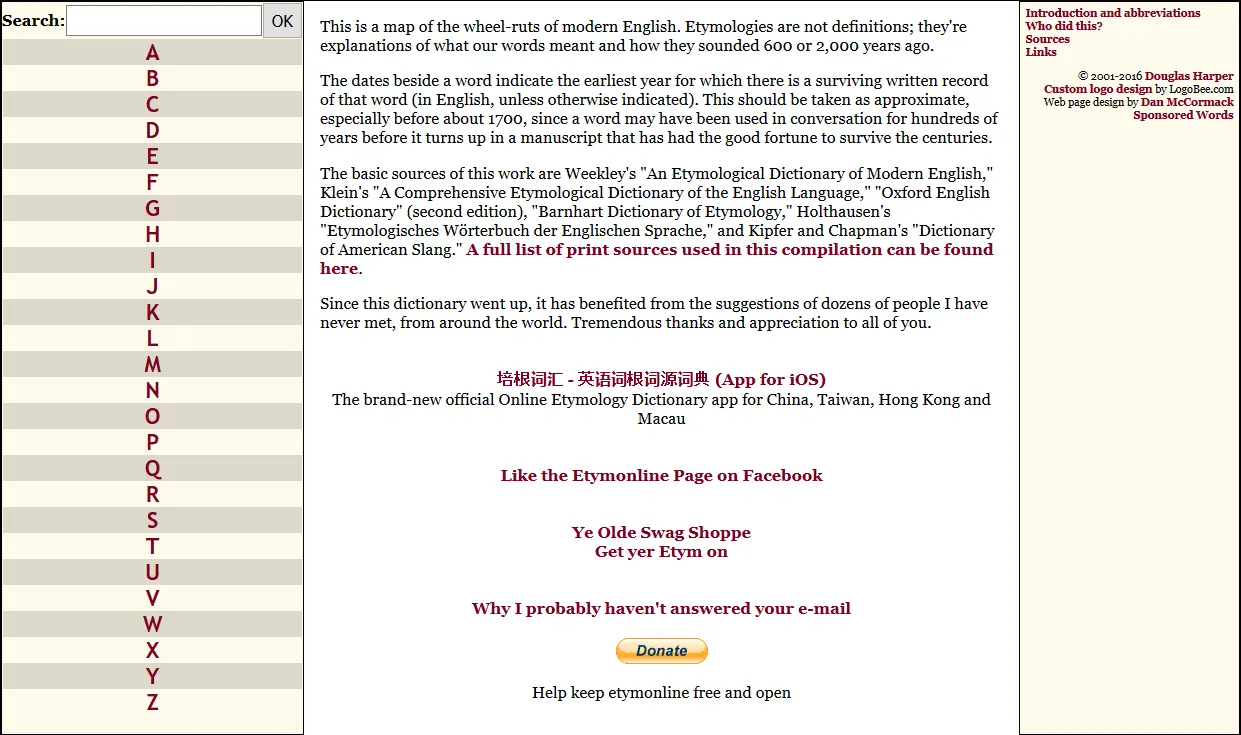 Search: OK
A
B
C
D
E
F
G
H
I
J
K
L
M
N
O
P
Q
R
S
T
U
V
W
X
Y
Z
This is a map of the wheel-ruts of modern English. Etymologies are not definitions; they're
explanations of what our words meant and how they sounded 600 or 2,000 years ago.
The dates beside a word indicate the earliest year for which there is a surviving written record
of that word (in English, unless otherwise indicated). This should be taken as approximate,
especially before about 1700, since a word may have been used in conversation for hundreds of
years before it turns up in a manuscript that has had the good fortune to survive the centuries.
The basic sources of this work are Weekley's "An Etymological Dictionary of Modern English,"
Klein's "A Comprehensive Etymological Dictionary of the English Language," "Oxford English
Dictionary" (second edition), "Barnhart Dictionary of Etymology," Holthausen's
"Etymologisches Wörterbuch der Englischen Sprache," and Kipfer and Chapman's "Dictionary
of American Slang." A full list of print sources used in this compilation can be found
here.
Since this dictionary went up, it has benefited from the suggestions of dozens of people I have
never met, from around the world. Tremendous thanks and appreciation to all of you.
培根词汇 - 英语词根词源词典 (App for iOS)
The brand-new official Online Etymology Dictionary app for China, Taiwan, Hong Kong and
Macau
Like the Etymonline Page on Facebook
Ye Olde Swag Shoppe
Get yer Etym on
Why I probably haven't answered your e-mail
Donate
Help keep etymonline free and open
Introduction and abbreviations
Who did this?
Sources
Links
© 2001-2016 Douglas Harper
Custom logo design by LogoBee.com
Web page design by Dan McCormack
Sponsored Words